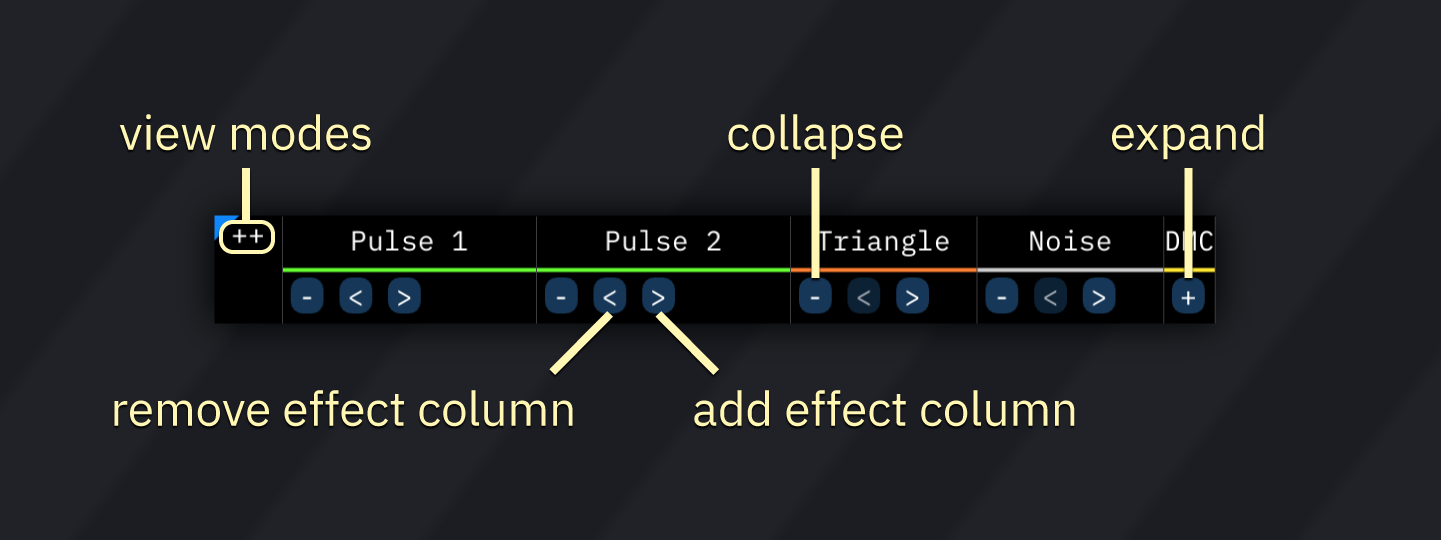 view modes
collapse
expand
++
Pulse 1
Pulse 2
Triangle
Noise
DMC
- < >
- < >
- < >
- < >
+
remove effect column
add effect column